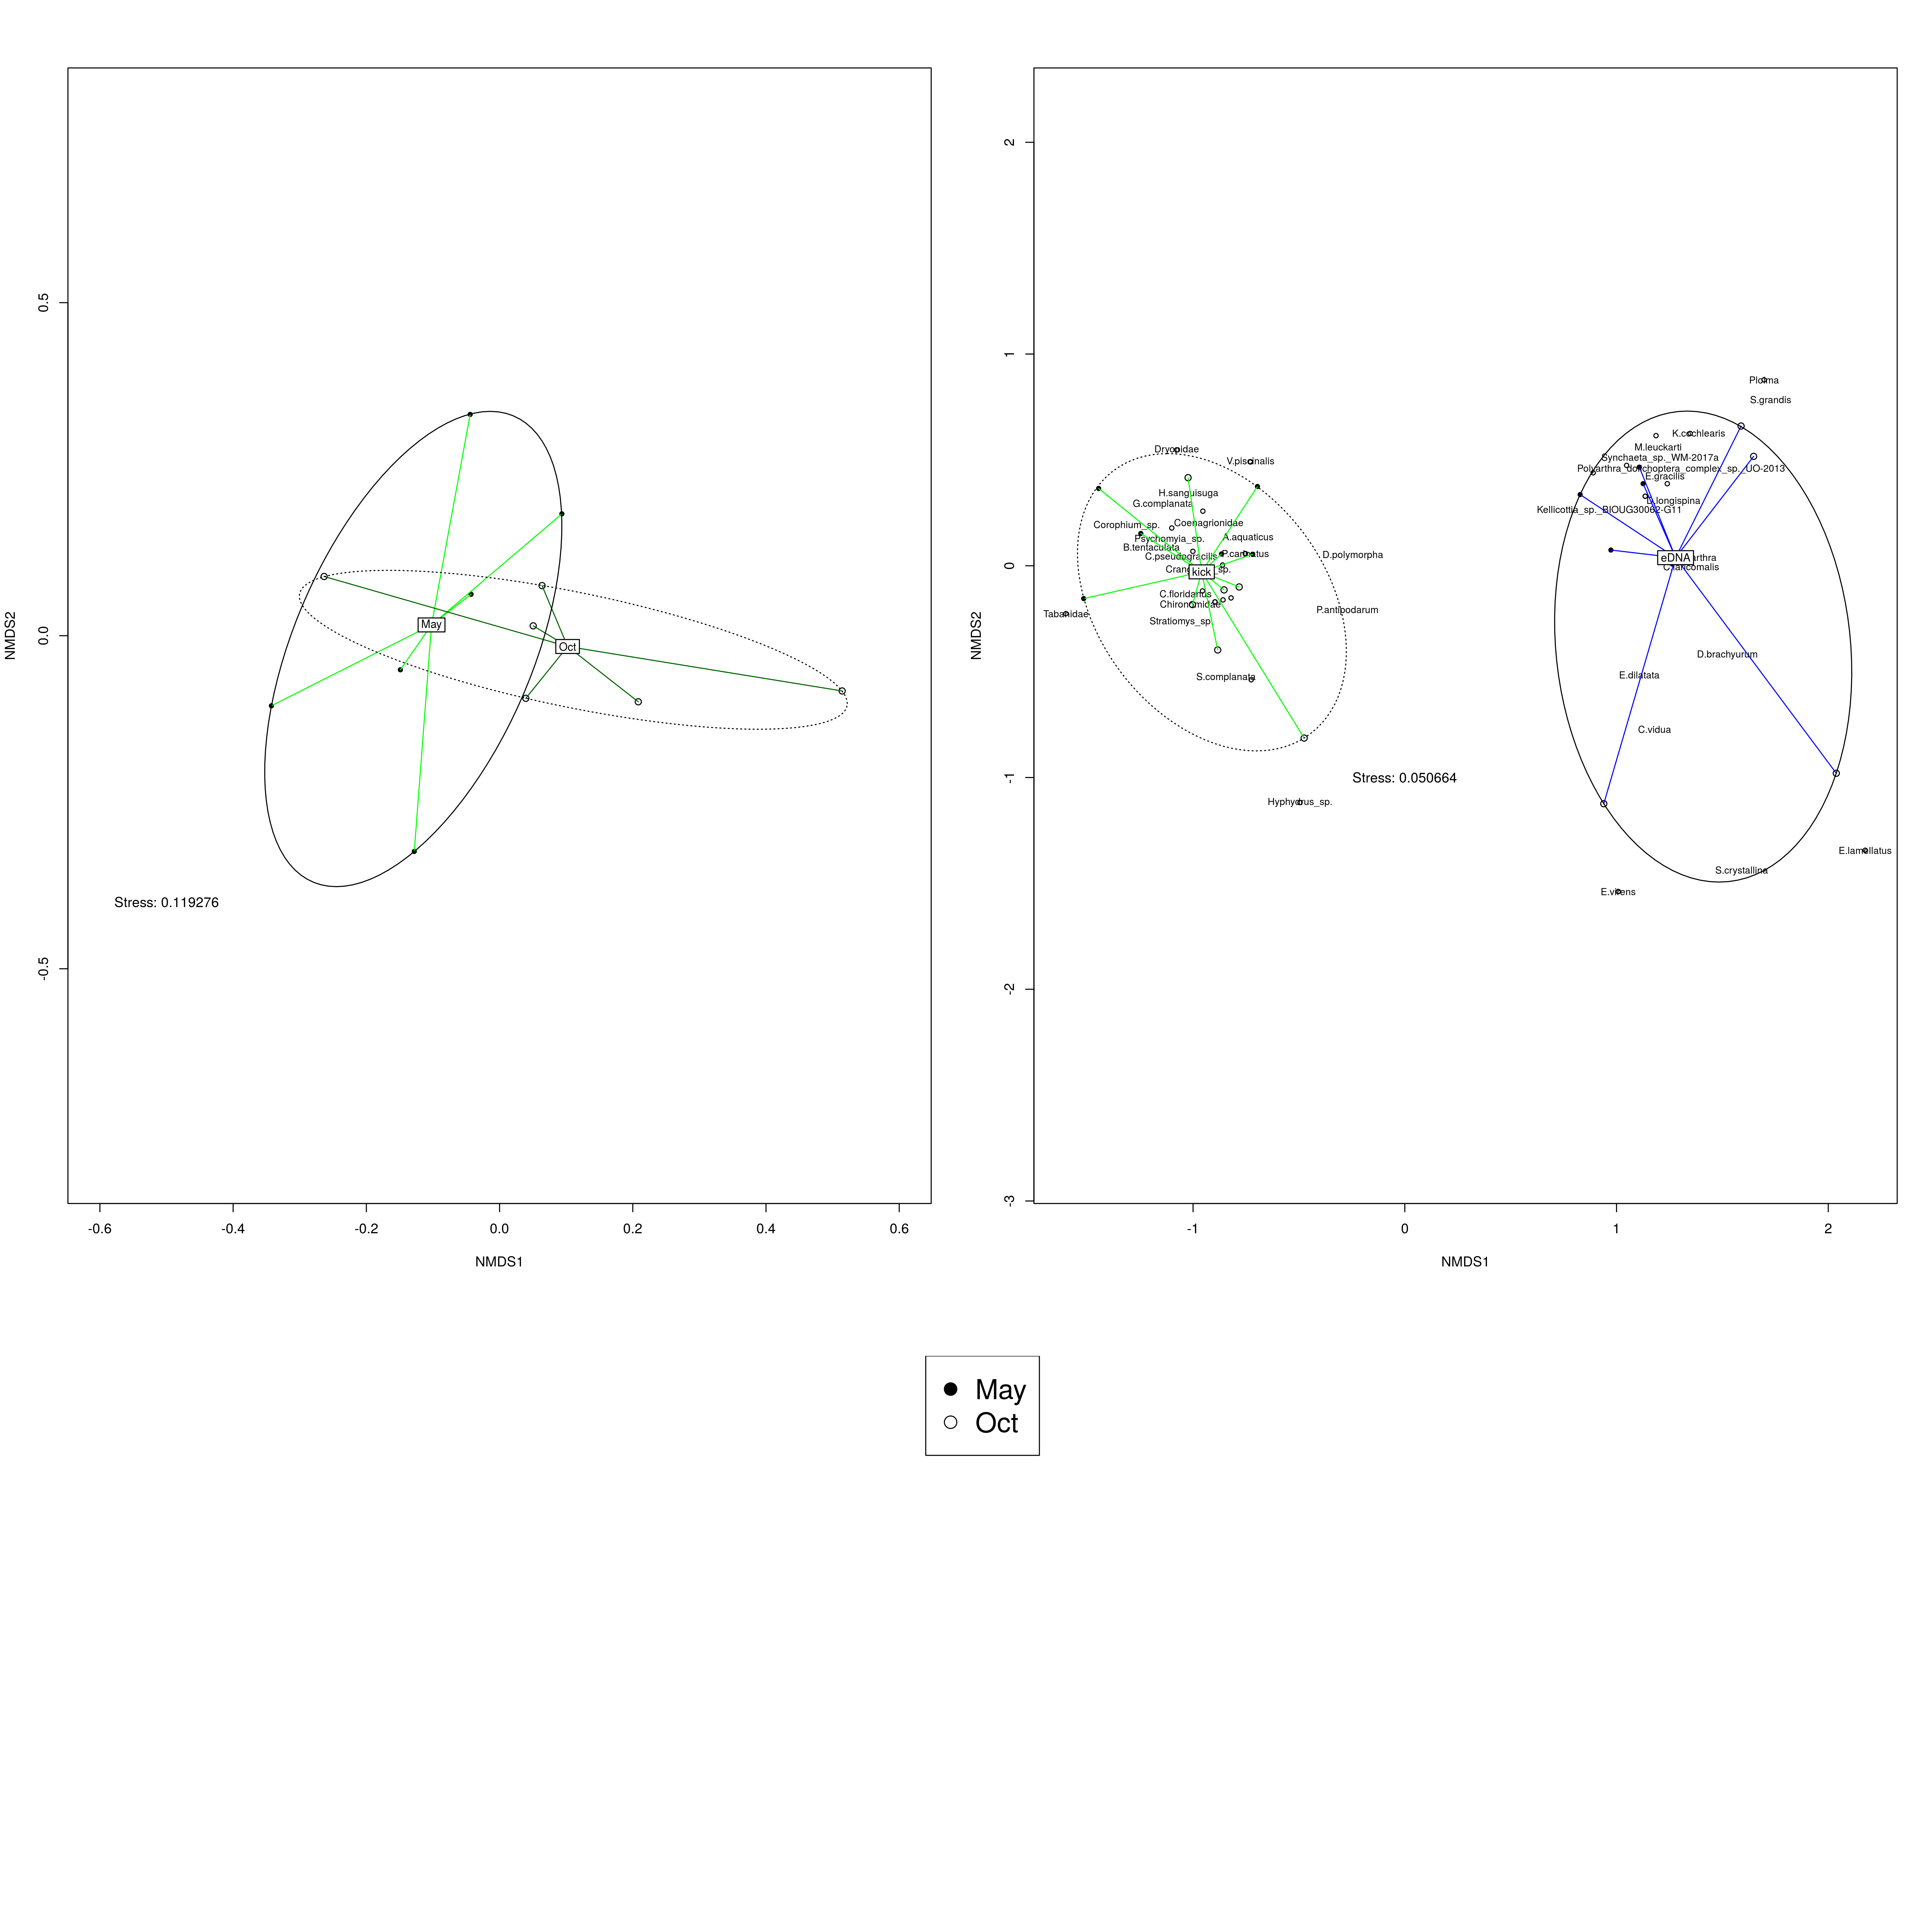 NMDS2
0.5
0.0
-0.5
May
Oct
Stress: 0.119276
-0.6
-0.4
-0.2
0.0
0.2
0.4
0.6
NMDS1
NMDS2
2
1
0
-1
-2
-3
Ploima
S.grandis
K.cochlearis
M.leuckarti
Synchaeta_sp._WM-2017a
Polyarthra_dolichoptera_complex_sp._UO-2013
E.gracilis
D.longispina
Kellicottia_sp._BIOUG30062-G11
eDNA
D.brachyurum
E.dilatata
C.vidua
E.lamellatus
S.crystallina
E.virens
Dryopidae
V.piscinalis
H.sanguisuga
G.complanata
Corophium_sp.
Coenagrionidae
Psychomyia_sp.
A.aquaticus
B.tentaculata
C.pseudogracilis
P.carinatus
D.polymorpha
kick
C.floridanus
Chironomidae
P.antipodarum
Tabanidae
Stratiomys_sp
S.complanata
Stress: 0.050664
Hyphydrus_sp.
-1
0
1
2
NMDS1
May
Oct